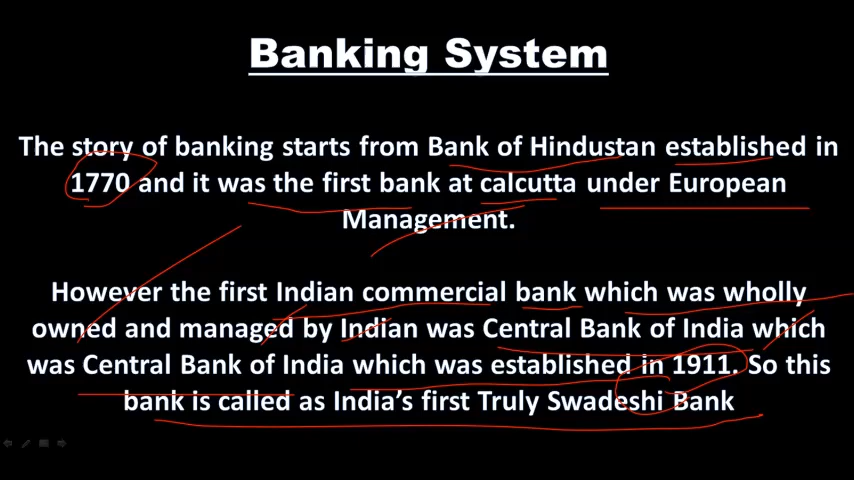 Banking System
The story of banking starts from Bank of Hindustan established in
1770 and it was the first bank at calcutta under European
Management.
However the first Indian commercial bank which was wholly
owned and managed by Indian was Central Bank of India which
was Central Bank of India which was established in 1911. So this
bank is called as India's first Truly Swadeshi Bank